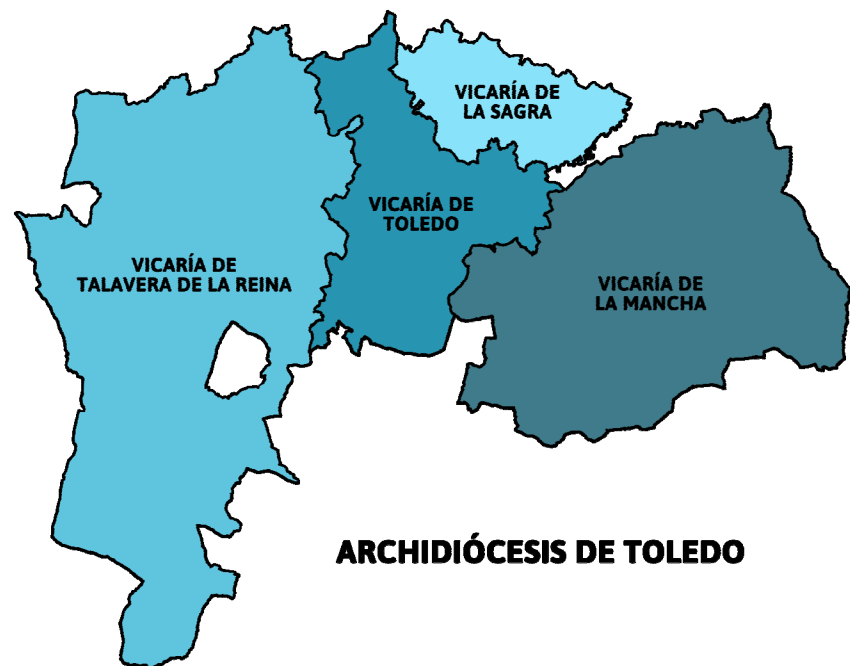 VICARÍA DE
LA SAGRA
VICARÍA DE
TOLEDO
VICARÍA DE
TALAVERA DE LA REINA
VICARÍA DE
LA MANCHA
ARCHIDIÓCESIS DE TOLEDO